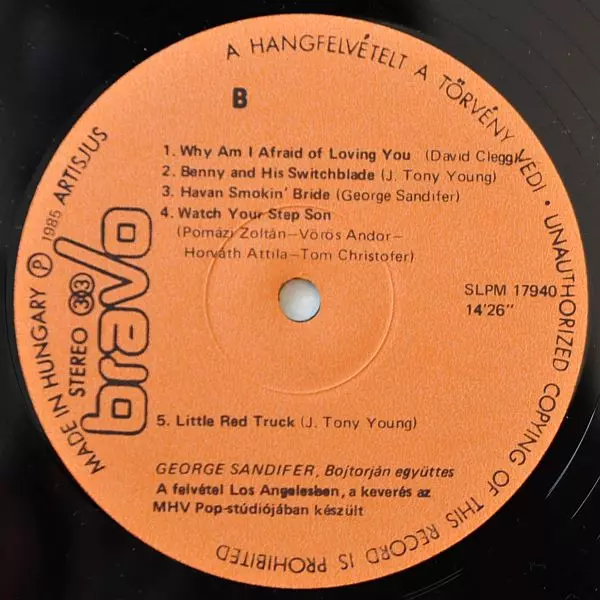 A HANGFELVÉTELT A TÖRVÉNY VÉDI • UNAUTHORIZED COPYING OF THIS RECORD IS PROHIBITED
B
1. Why Am I Afraid of Loving You (David Clegg)
2. Benny and His Switchblade (J. Tony Young)
3. Havan Smokin' Bride (George Sandifer)
4. Watch Your Step Son
(Pomázi Zoltán–Vörös Andor–
Horváth Attila–Tom Christofer)
SLPM 17940
14'26"
MADE IN HUNGARY Ⓟ 1985 ARTISJUS
STEREO 33
bravo
5. Little Red Truck (J. Tony Young)
GEORGE SANDIFER, Bojtorján együttes
A felvétel Los Angelesben, a keverés az
MHV Pop-stúdiójában készült